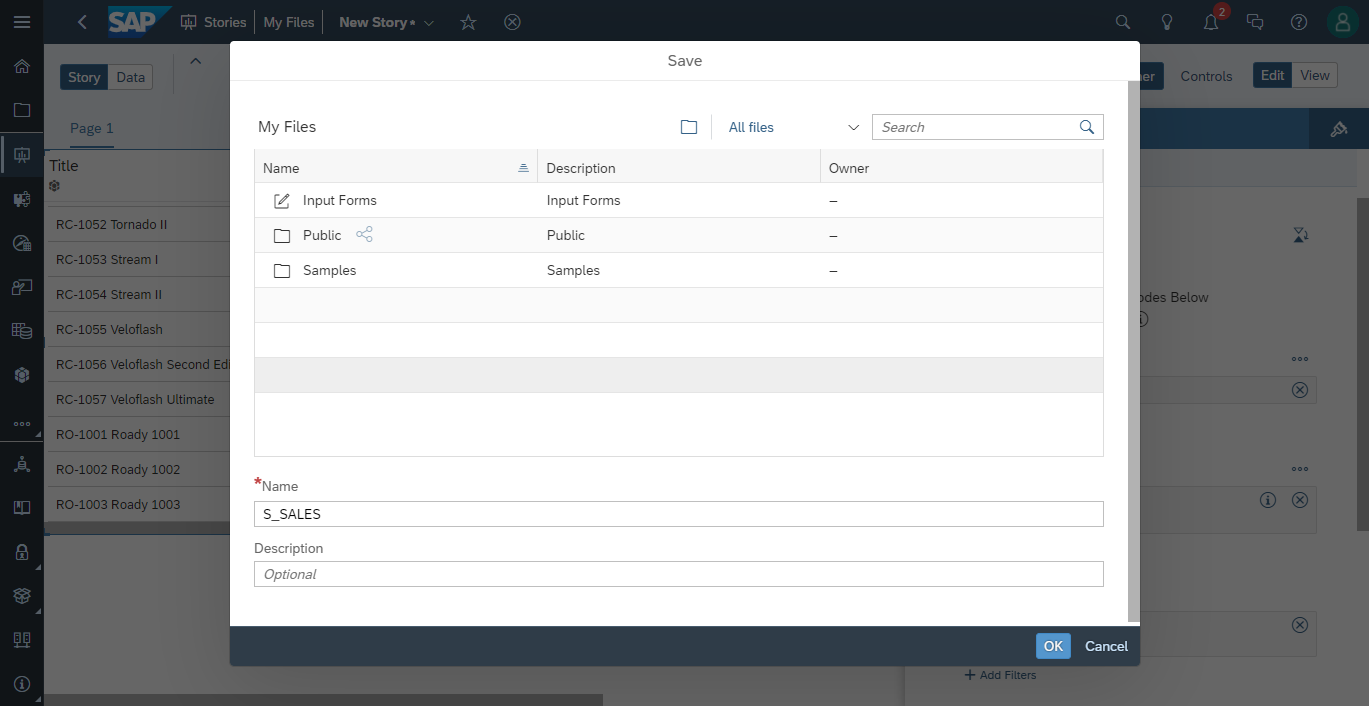 SAP Stories My Files New Story* 2
Story Data
Controls Edit View
Page 1
Title
RC-1052 Tornado II
RC-1053 Stream I
RC-1054 Stream II
RC-1055 Veloflash
RC-1056 Veloflash Second
RC-1057 Veloflash Ultimate
RO-1001 Roady 1001
RO-1002 Roady 1002
RO-1003 Roady 1003
Save
My Files All files Search
Name Description Owner
Input Forms Input Forms –
Public Public –
Samples Samples –
*Name
S_SALES
Description
Optional
OK Cancel
Below
+ Add Filters